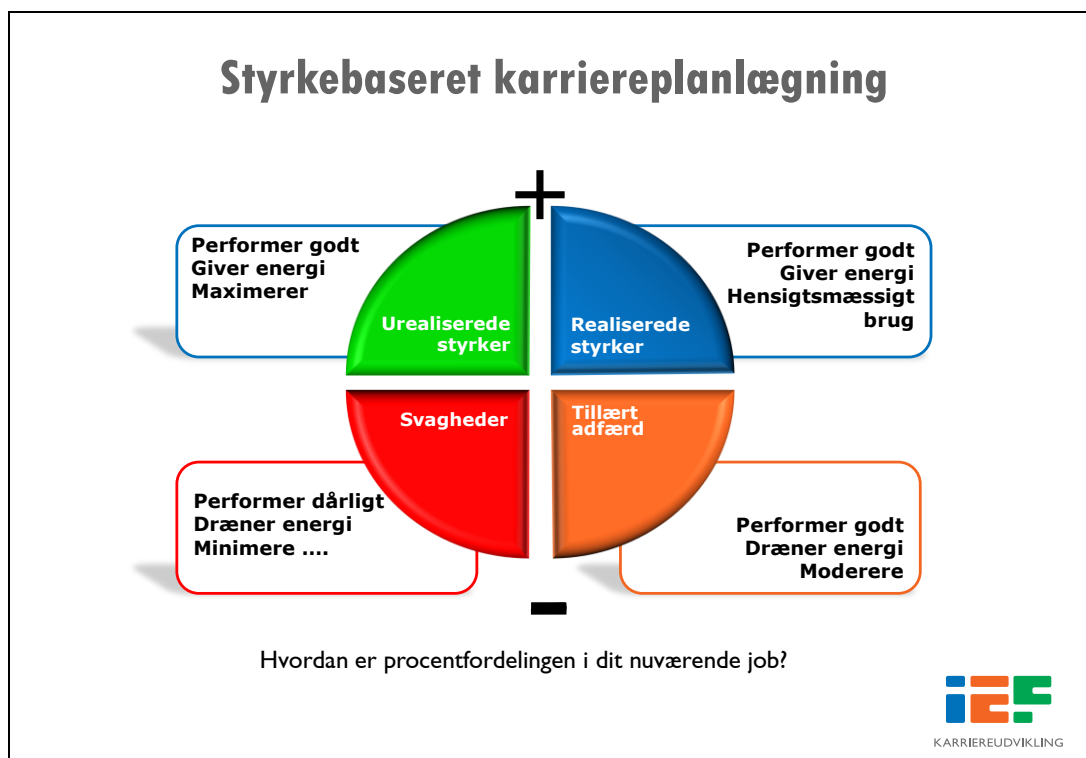 Styrkebaseret karriereplanlægning
+
Performer godt
Giver energi
Maximerer
Performer godt
Giver energi
Hensigtsmæssigt
brug
Urealiserede
styrker
Realiserede
styrker
Svagheder
Tillært
adfærd
Performer dårligt
Dræner energi
Minimere ....
Performer godt
Dræner energi
Moderere
-
Hvordan er procentfordelingen i dit nuværende job?
iEF
KARRIEREUDVIKLING